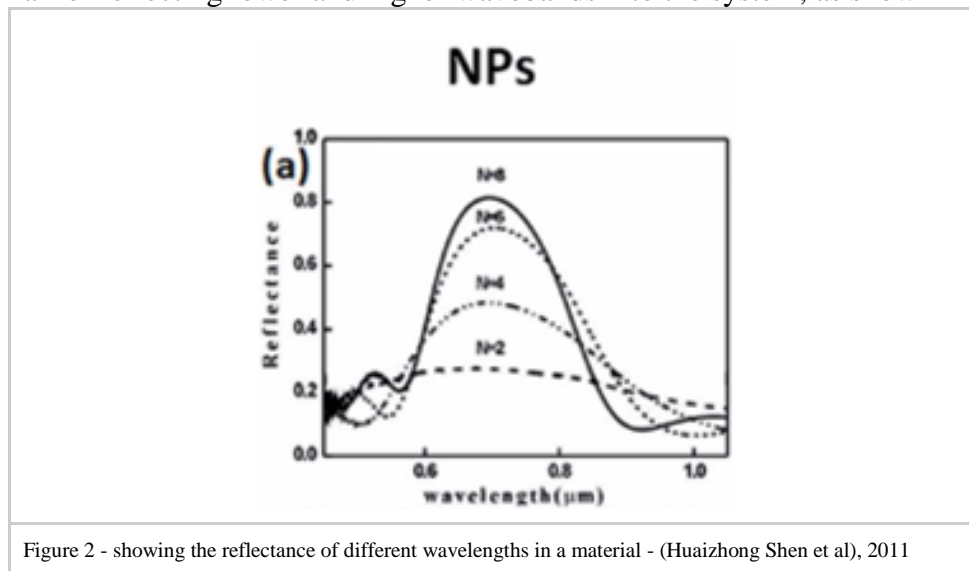 NPs
(a)
1.0
0.8
0.6
0.4
0.2
0.0
Reflectance
N=8
N=6
N=4
N=2
0.6 0.8 1.0
wavelength(μm)
Figure 2 - showing the reflectance of different wavelengths in a material - (Huaizhong Shen et al), 2011